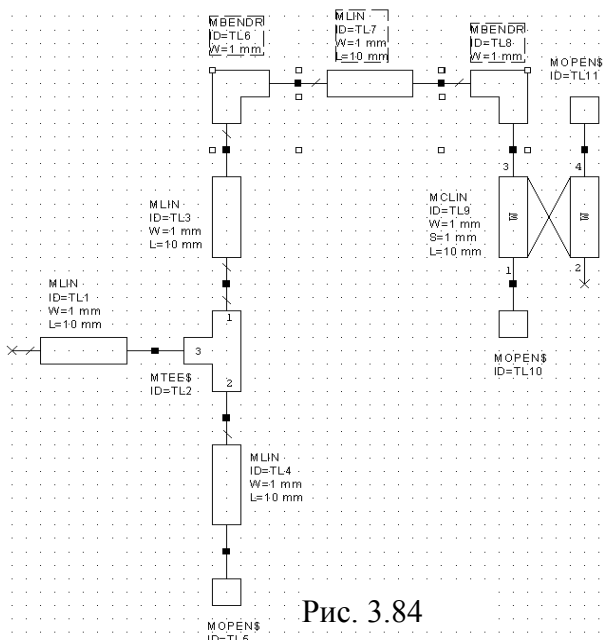 MBENDR
ID=TL6
W=1 mm
MLIN
ID=TL7
W=1 mm
L=10 mm
MBENDR
ID=TL8
W=1 mm
MOPEN$
ID=TL11
MLIN
ID=TL3
W=1 mm
L=10 mm
3
4
MCLIN
ID=TL9
W=1 mm
S=1 mm
L=10 mm
W
W
1
2
MLIN
ID=TL1
W=1 mm
L=10 mm
1
3
2
MTEE$
ID=TL2
MOPEN$
ID=TL10
MLIN
ID=TL4
W=1 mm
L=10 mm
MOPEN$
ID=TL5
Рис. 3.84